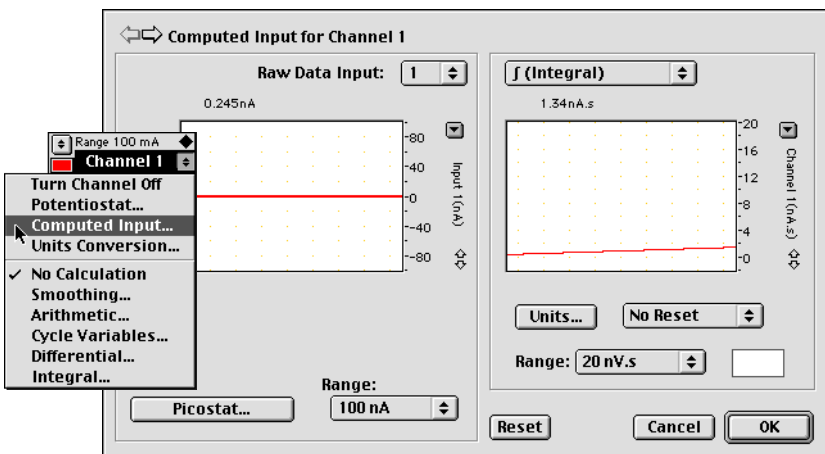 Computed Input for Channel 1
Raw Data Input: 1
0.245nA
80
40
0
-40
-80
Input 1(nA)
Range 100 mA
Channel 1
Turn Channel Off
Potentiostat...
Computed Input...
Units Conversion...
✓ No Calculation
Smoothing...
Arithmetic...
Cycle Variables...
Differential...
Integral...
Range:
Picostat...
100 nA
∫ (Integral)
1.34nA.s
20
16
12
8
4
0
Channel 1(nA.s)
Units...
No Reset
Range: 20 nV.s
Reset
Cancel
OK